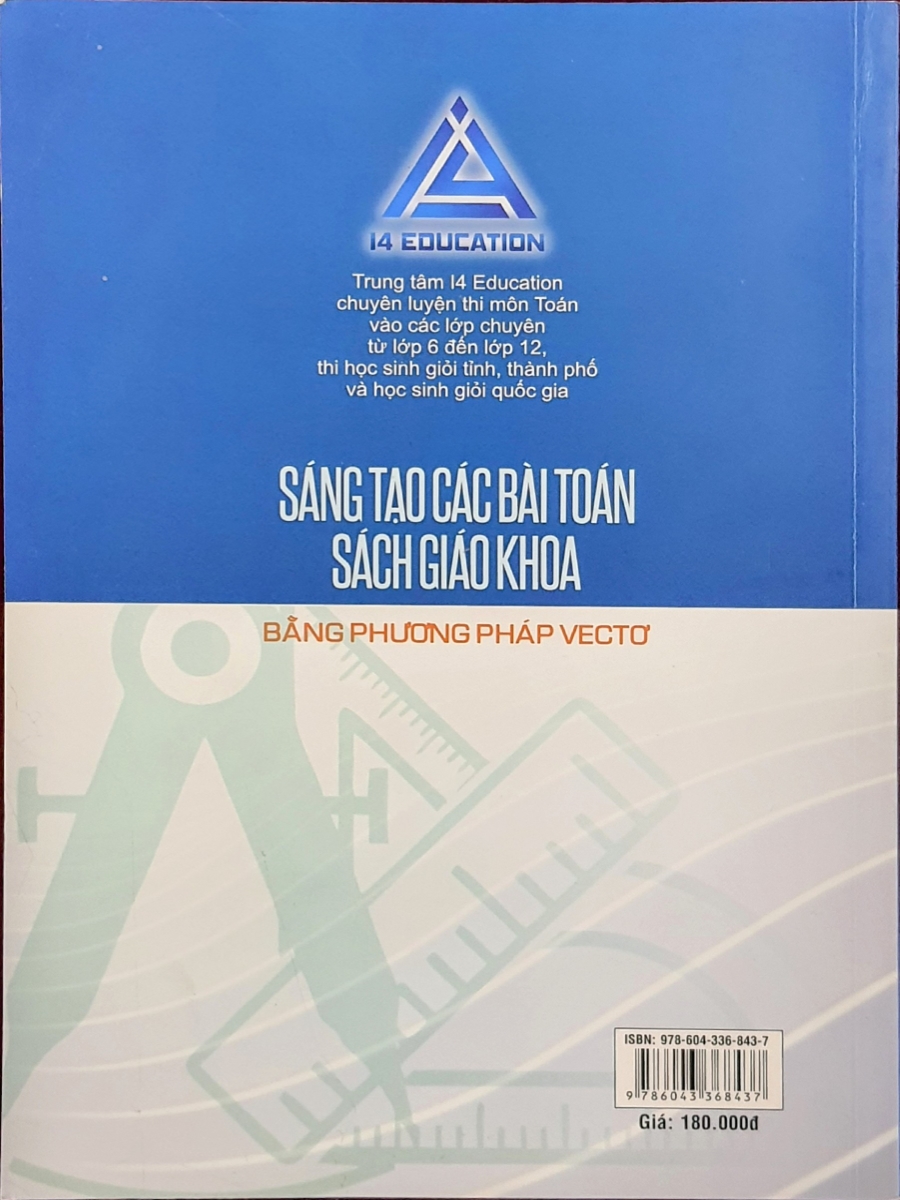 I4 EDUCATION
Trung tâm I4 Education
chuyên luyện thi môn Toán
vào các lớp chuyên
từ lớp 6 đến lớp 12,
thi học sinh giỏi tỉnh, thành phố
và học sinh giỏi quốc gia
SÁNG TẠO CÁC BÀI TOÁN
SÁCH GIÁO KHOA
BẰNG PHƯƠNG PHÁP VECTƠ
ISBN: 978-604-336-843-7
9 786043 368437
Giá: 180.000đ